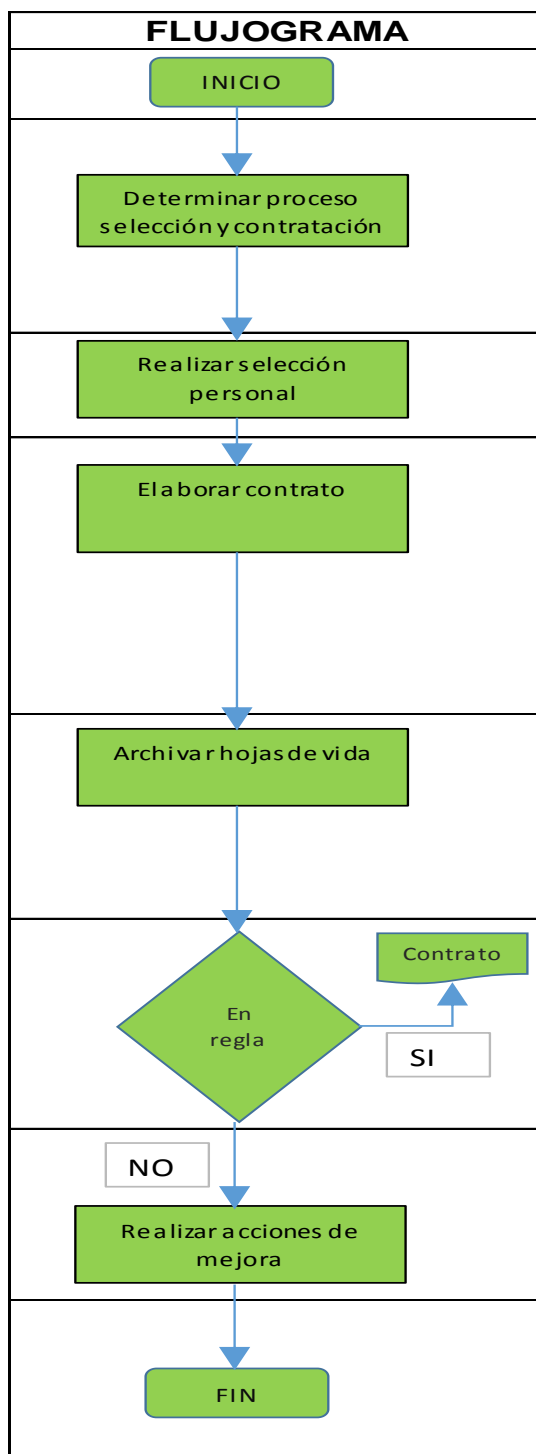 FLUJOGRAMA
INICIO
Determinar proceso
selección y contratación
Realizar selección
personal
Elaborar contrato
Archivar hojas de vida
Contrato
En
regla
SI
NO
Realizar acciones de
mejora
FIN